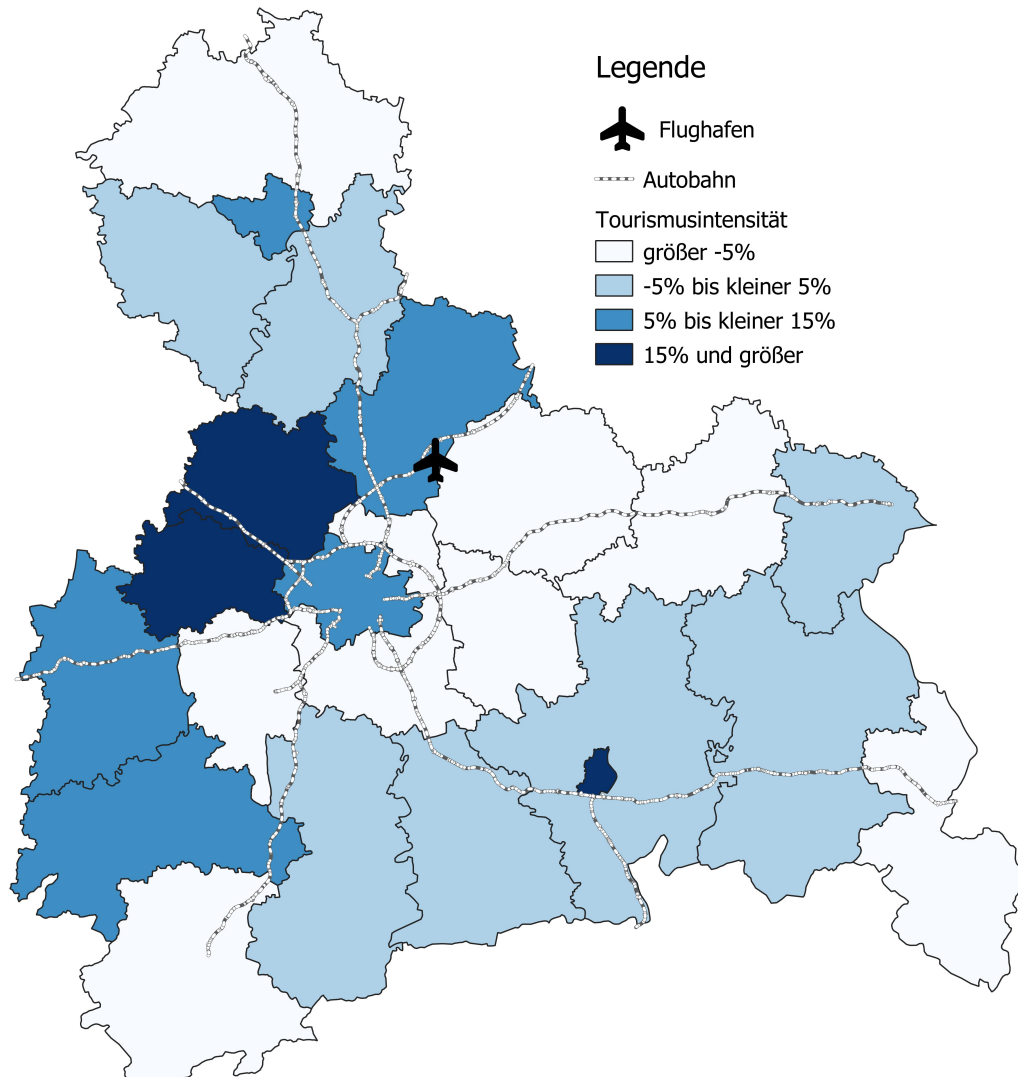 Legende
Flughafen
Autobahn
Tourismusintensität
größer -5%
-5% bis kleiner 5%
5% bis kleiner 15%
15% und größer